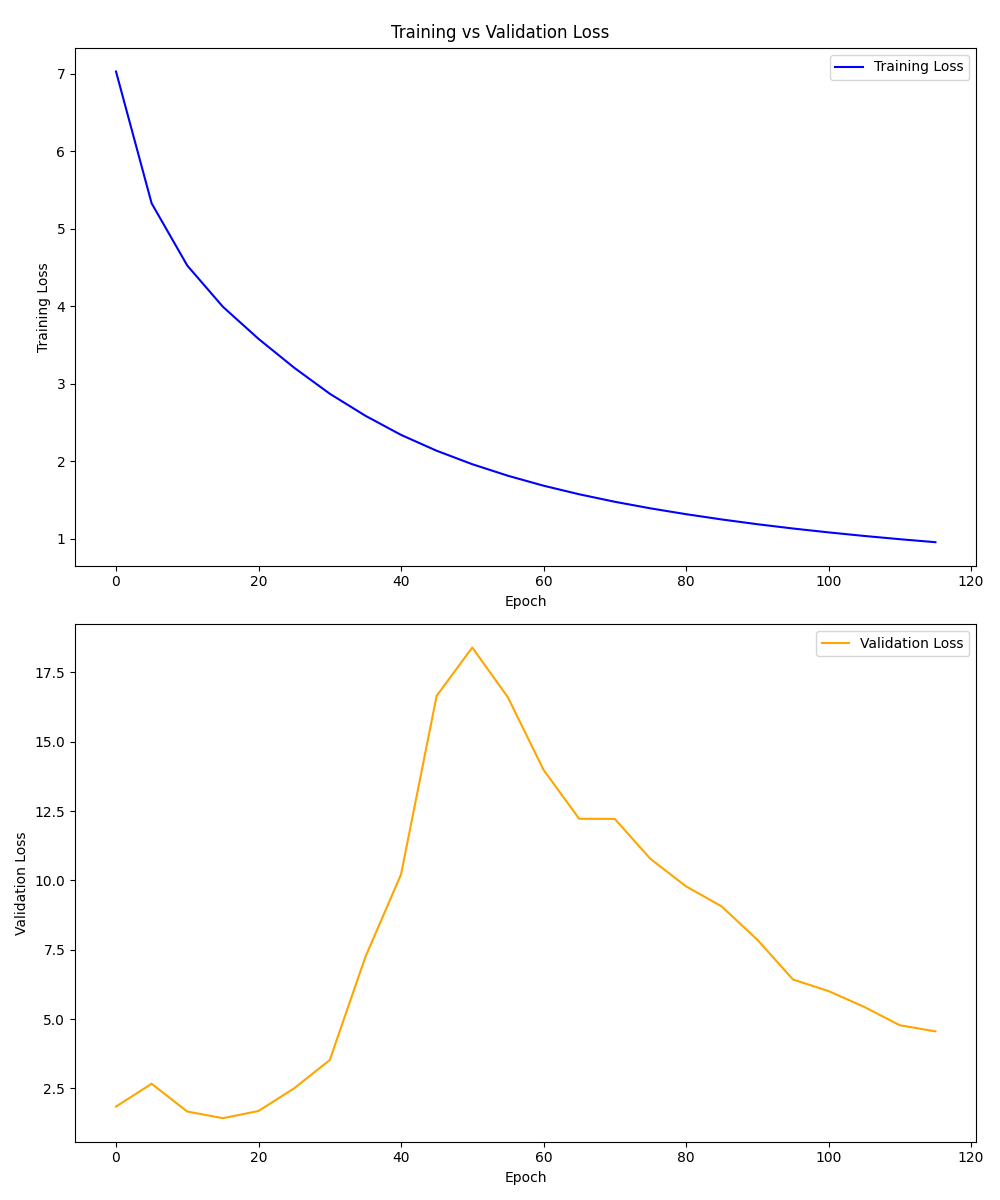 Training vs Validation Loss
Training Loss
7
6
5
4
3
2
1
Training Loss
0 20 40 60 80 100 120
Epoch
Validation Loss
17.5
15.0
12.5
10.0
7.5
5.0
2.5
Validation Loss
0 20 40 60 80 100 120
Epoch